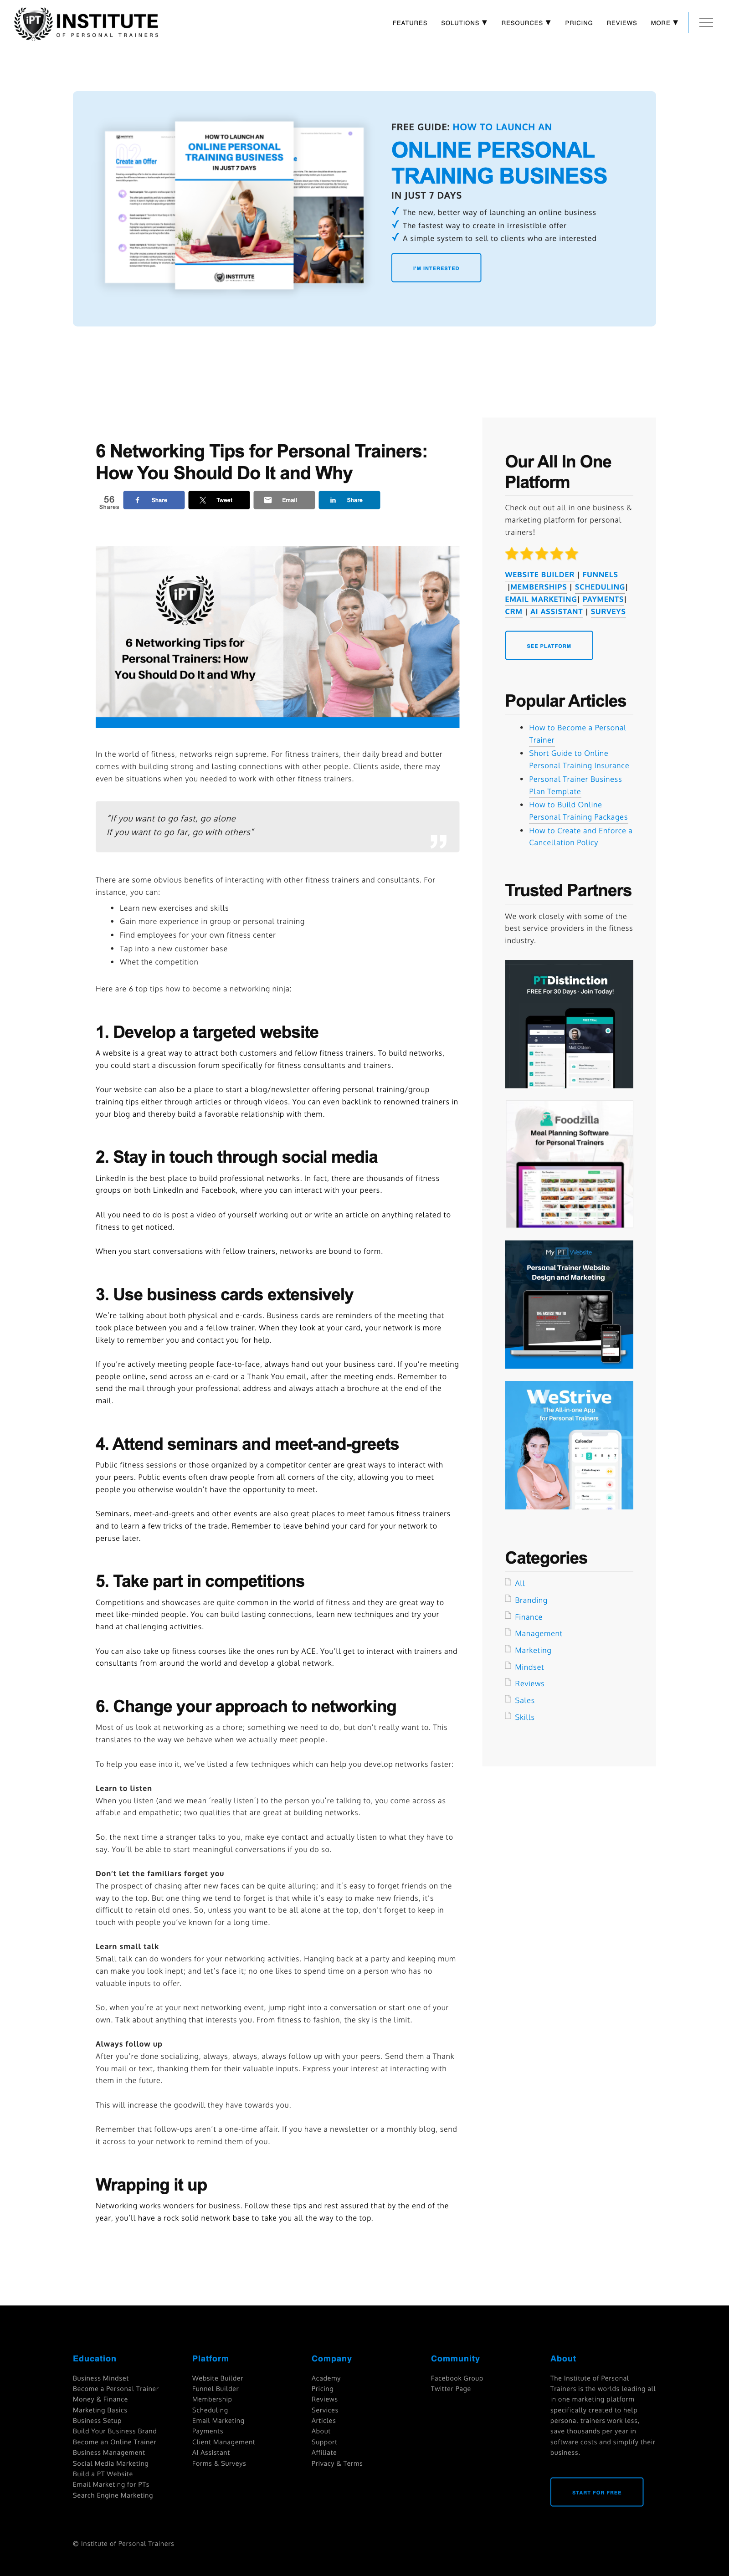 iPT INSTITUTE
OF PERSONAL TRAINERS
FEATURES SOLUTIONS ▼ RESOURCES ▼ PRICING REVIEWS MORE ▼
Create an Offer
HOW TO LAUNCH AN
ONLINE PERSONAL
TRAINING BUSINESS
IN JUST 7 DAYS
INSTITUTE
FREE GUIDE: HOW TO LAUNCH AN
ONLINE PERSONAL
TRAINING BUSINESS
IN JUST 7 DAYS
✓ The new, better way of launching an online business
✓ The fastest way to create in irresistible offer
✓ A simple system to sell to clients who are interested
I'M INTERESTED
6 Networking Tips for Personal Trainers:
How You Should Do It and Why
56
Shares
Share
Tweet
Email
Share
iPT
6 Networking Tips for
Personal Trainers: How
You Should Do It and Why
In the world of fitness, networks reign supreme. For fitness trainers, their daily bread and butter
comes with building strong and lasting connections with other people. Clients aside, there may
even be situations when you needed to work with other fitness trainers.
"If you want to go fast, go alone
If you want to go far, go with others"
There are some obvious benefits of interacting with other fitness trainers and consultants. For
instance, you can:
• Learn new exercises and skills
• Gain more experience in group or personal training
• Find employees for your own fitness center
• Tap into a new customer base
• Whet the competition
Here are 6 top tips how to become a networking ninja:
1. Develop a targeted website
A website is a great way to attract both customers and fellow fitness trainers. To build networks,
you could start a discussion forum specifically for fitness consultants and trainers.
Your website can also be a place to start a blog/newsletter offering personal training/group
training tips either through articles or through videos. You can even backlink to renowned trainers in
your blog and thereby build a favorable relationship with them.
2. Stay in touch through social media
LinkedIn is the best place to build professional networks. In fact, there are thousands of fitness
groups on both LinkedIn and Facebook, where you can interact with your peers.
All you need to do is post a video of yourself working out or write an article on anything related to
fitness to get noticed.
When you start conversations with fellow trainers, networks are bound to form.
3. Use business cards extensively
We're talking about both physical and e-cards. Business cards are reminders of the meeting that
took place between you and a fellow trainer. When they look at your card, your network is more
likely to remember you and contact you for help.
If you're actively meeting people face-to-face, always hand out your business card. If you're meeting
people online, send across an e-card or a Thank You email, after the meeting ends. Remember to
send the mail through your professional address and always attach a brochure at the end of the
mail.
4. Attend seminars and meet-and-greets
Public fitness sessions or those organized by a competitor center are great ways to interact with
your peers. Public events often draw people from all corners of the city, allowing you to meet
people you otherwise wouldn't have the opportunity to meet.
Seminars, meet-and-greets and other events are also great places to meet famous fitness trainers
and to learn a few tricks of the trade. Remember to leave behind your card for your network to
peruse later.
5. Take part in competitions
Competitions and showcases are quite common in the world of fitness and they are great way to
meet like-minded people. You can build lasting connections, learn new techniques and try your
hand at challenging activities.
You can also take up fitness courses like the ones run by ACE. You'll get to interact with trainers and
consultants from around the world and develop a global network.
6. Change your approach to networking
Most of us look at networking as a chore; something we need to do, but don't really want to. This
translates to the way we behave when we actually meet people.
To help you ease into it, we've listed a few techniques which can help you develop networks faster:
Learn to listen
When you listen (and we mean 'really listen') to the person you're talking to, you come across as
affable and empathetic; two qualities that are great at building networks.
So, the next time a stranger talks to you, make eye contact and actually listen to what they have to
say. You'll be able to start meaningful conversations if you do so.
Don't let the familiars forget you
The prospect of chasing after new faces can be quite alluring; and it's easy to forget friends on the
way to the top. But one thing we tend to forget is that while it's easy to make new friends, it's
difficult to retain old ones. So, unless you want to be all alone at the top, don't forget to keep in
touch with people you've known for a long time.
Learn small talk
Small talk can do wonders for your networking activities. Hanging back at a party and keeping mum
can make you look inept; and let's face it; no one likes to spend time on a person who has no
valuable inputs to offer.
So, when you're at your next networking event, jump right into a conversation or start one of your
own. Talk about anything that interests you. From fitness to fashion, the sky is the limit.
Always follow up
After you're done socializing, always, always, always follow up with your peers. Send them a Thank
You mail or text, thanking them for their valuable inputs. Express your interest at interacting with
them in the future.
This will increase the goodwill they have towards you.
Remember that follow-ups aren't a one-time affair. If you have a newsletter or a monthly blog, send
it across to your network to remind them of you.
Wrapping it up
Networking works wonders for business. Follow these tips and rest assured that by the end of the
year, you'll have a rock solid network base to take you all the way to the top.
Our All In One
Platform
Check out out all in one business &
marketing platform for personal
trainers!
WEBSITE BUILDER | FUNNELS
|MEMBERSHIPS | SCHEDULING|
EMAIL MARKETING| PAYMENTS|
CRM | AI ASSISTANT | SURVEYS
SEE PLATFORM
Popular Articles
• How to Become a Personal
Trainer
• Short Guide to Online
Personal Training Insurance
• Personal Trainer Business
Plan Template
• How to Build Online
Personal Training Packages
• How to Create and Enforce a
Cancellation Policy
Trusted Partners
We work closely with some of the
best service providers in the fitness
industry.
PTDistinction
FREE For 30 Days - Join Today!
Foodzilla
Meal Planning Software
for Personal Trainers
My PT Website
Personal Trainer Website
Design and Marketing
WeStrive
The All-in-one App
for Personal Trainers
Calendar
Categories
All
Branding
Finance
Management
Marketing
Mindset
Reviews
Sales
Skills
Education
Business Mindset
Become a Personal Trainer
Money & Finance
Marketing Basics
Business Setup
Build Your Business Brand
Become an Online Trainer
Business Management
Social Media Marketing
Build a PT Website
Email Marketing for PTs
Search Engine Marketing
Platform
Website Builder
Funnel Builder
Membership
Scheduling
Email Marketing
Payments
Client Management
AI Assistant
Forms & Surveys
Company
Academy
Pricing
Reviews
Services
Articles
About
Support
Affiliate
Privacy & Terms
Community
Facebook Group
Twitter Page
About
The Institute of Personal
Trainers is the worlds leading all
in one marketing platform
specifically created to help
personal trainers work less,
save thousands per year in
software costs and simplify their
business.
START FOR FREE
© Institute of Personal Trainers